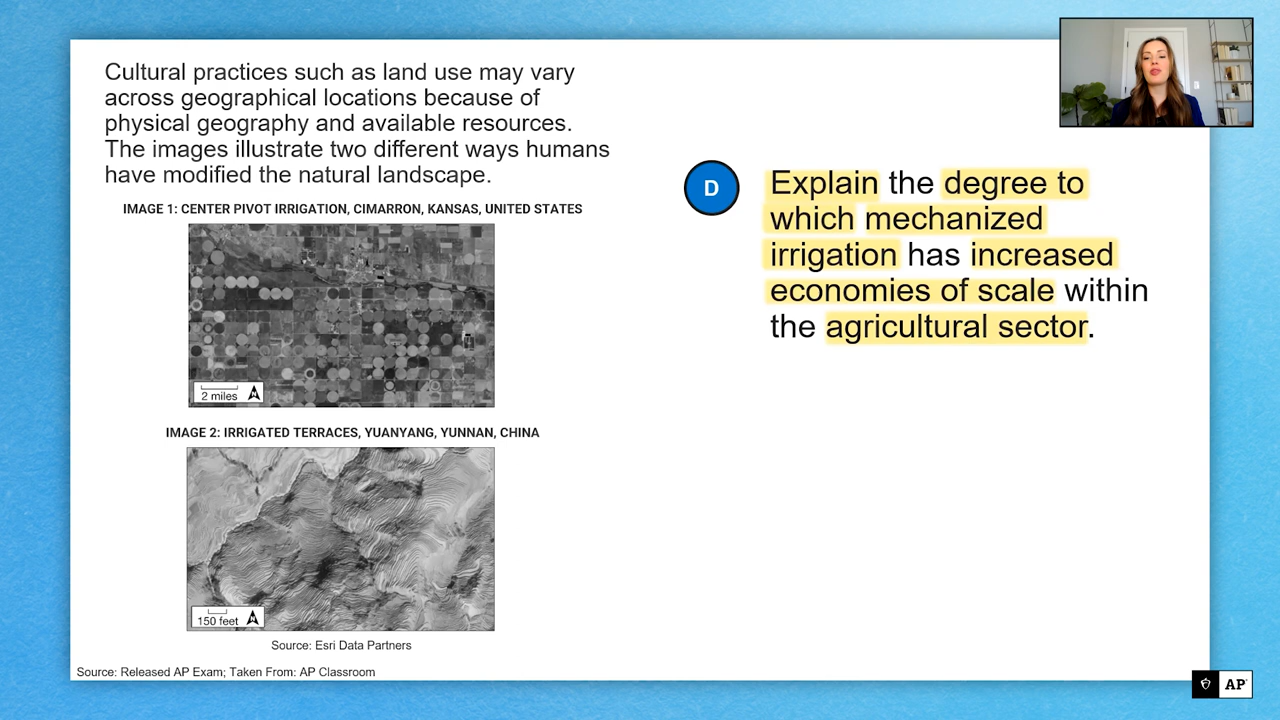 Cultural practices such as land use may vary
across geographical locations because of
physical geography and available resources.
The images illustrate two different ways humans
have modified the natural landscape.
IMAGE 1: CENTER PIVOT IRRIGATION, CIMARRON, KANSAS, UNITED STATES
2 miles
N
IMAGE 2: IRRIGATED TERRACES, YUANYANG, YUNNAN, CHINA
150 feet
N
Source: Esri Data Partners
Source: Released AP Exam; Taken From: AP Classroom
D
Explain the degree to
which mechanized
irrigation has increased
economies of scale within
the agricultural sector.
AP